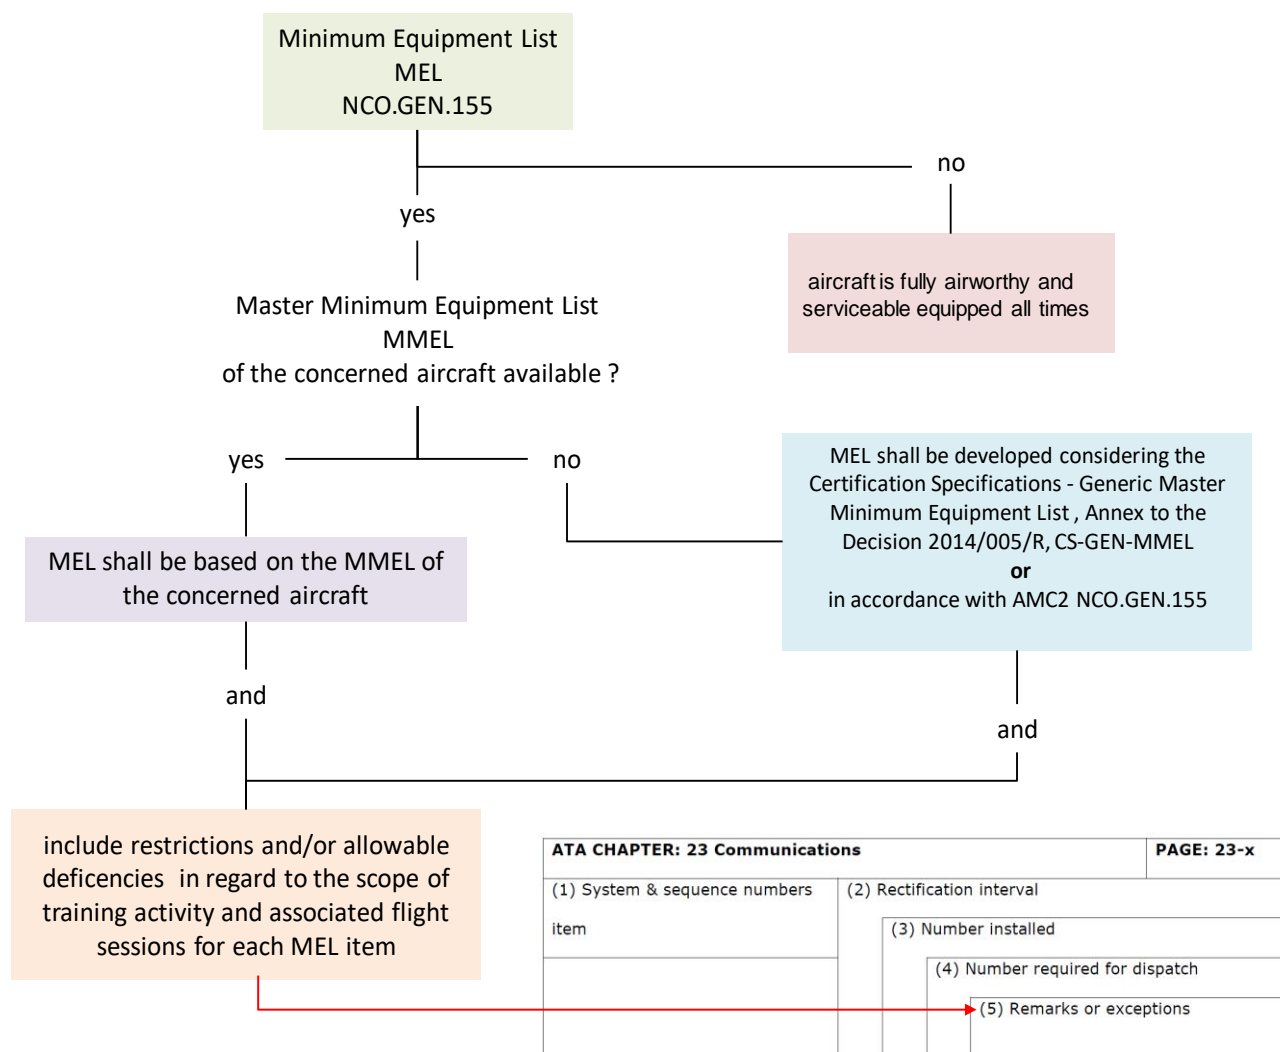 Minimum Equipment List
MEL
NCO.GEN.155
no
yes
aircraft is fully airworthy and
serviceable equipped all times
Master Minimum Equipment List
MMEL
of the concerned aircraft available ?
yes
no
MEL shall be developed considering the
Certification Specifications - Generic Master
Minimum Equipment List , Annex to the
Decision 2014/005/R, CS-GEN-MMEL
or
in accordance with AMC2 NCO.GEN.155
MEL shall be based on the MMEL of
the concerned aircraft
and
and
include restrictions and/or allowable
deficencies in regard to the scope of
training activity and associated flight
sessions for each MEL item
ATA CHAPTER: 23 Communications
PAGE: 23-x
(1) System & sequence numbers
item
(2) Rectification interval
(3) Number installed
(4) Number required for dispatch
(5) Remarks or exceptions